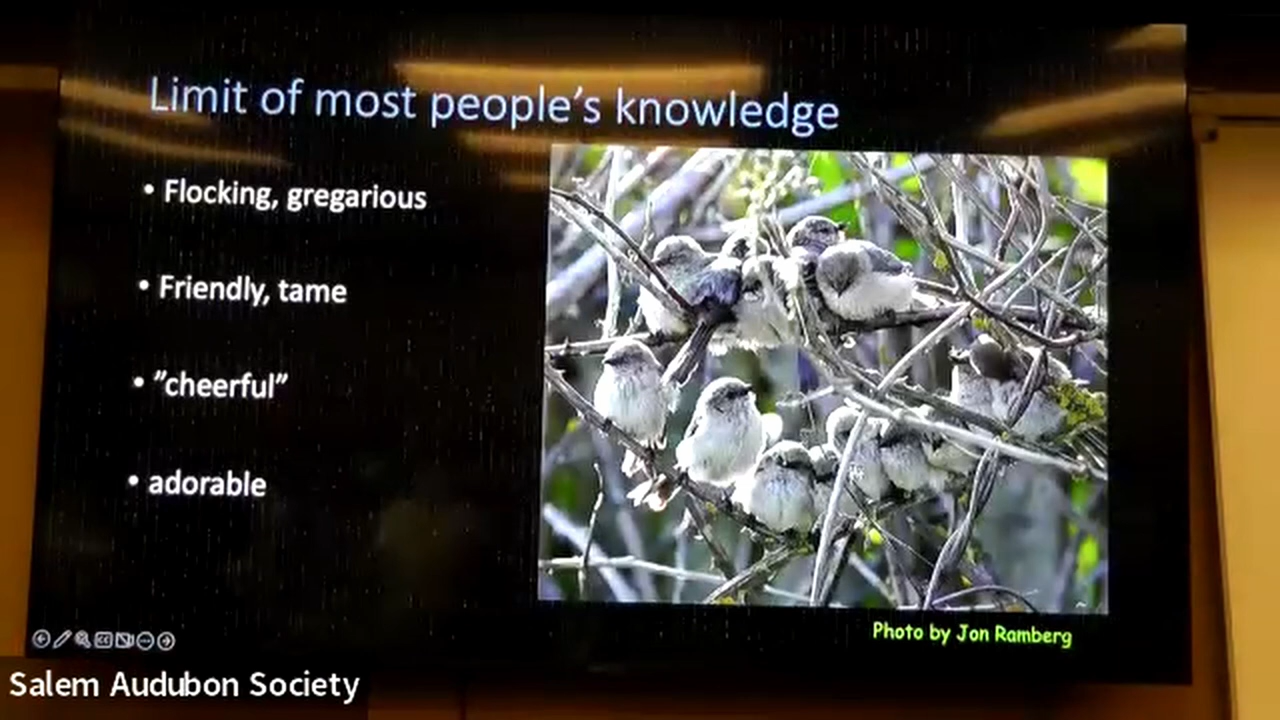 Limit of most people’s knowledge
• Flocking, gregarious
• Friendly, tame
• ”cheerful”
• adorable
Photo by Jon Ramberg
Salem Audubon Society